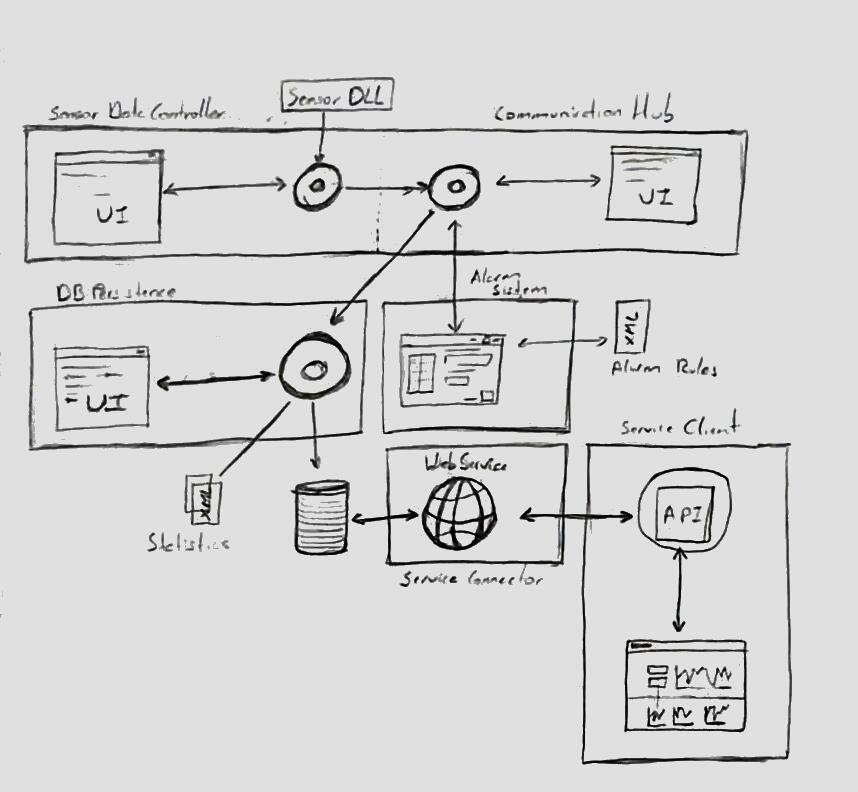 Sensor DLL
Sensor Data Controller
Communication Hub
UI
UI
DB Persistence
Alarm
Sistem
UI
XML
Alarm Rules
Service Client
Web Service
API
XML
Statistics
Service Connector